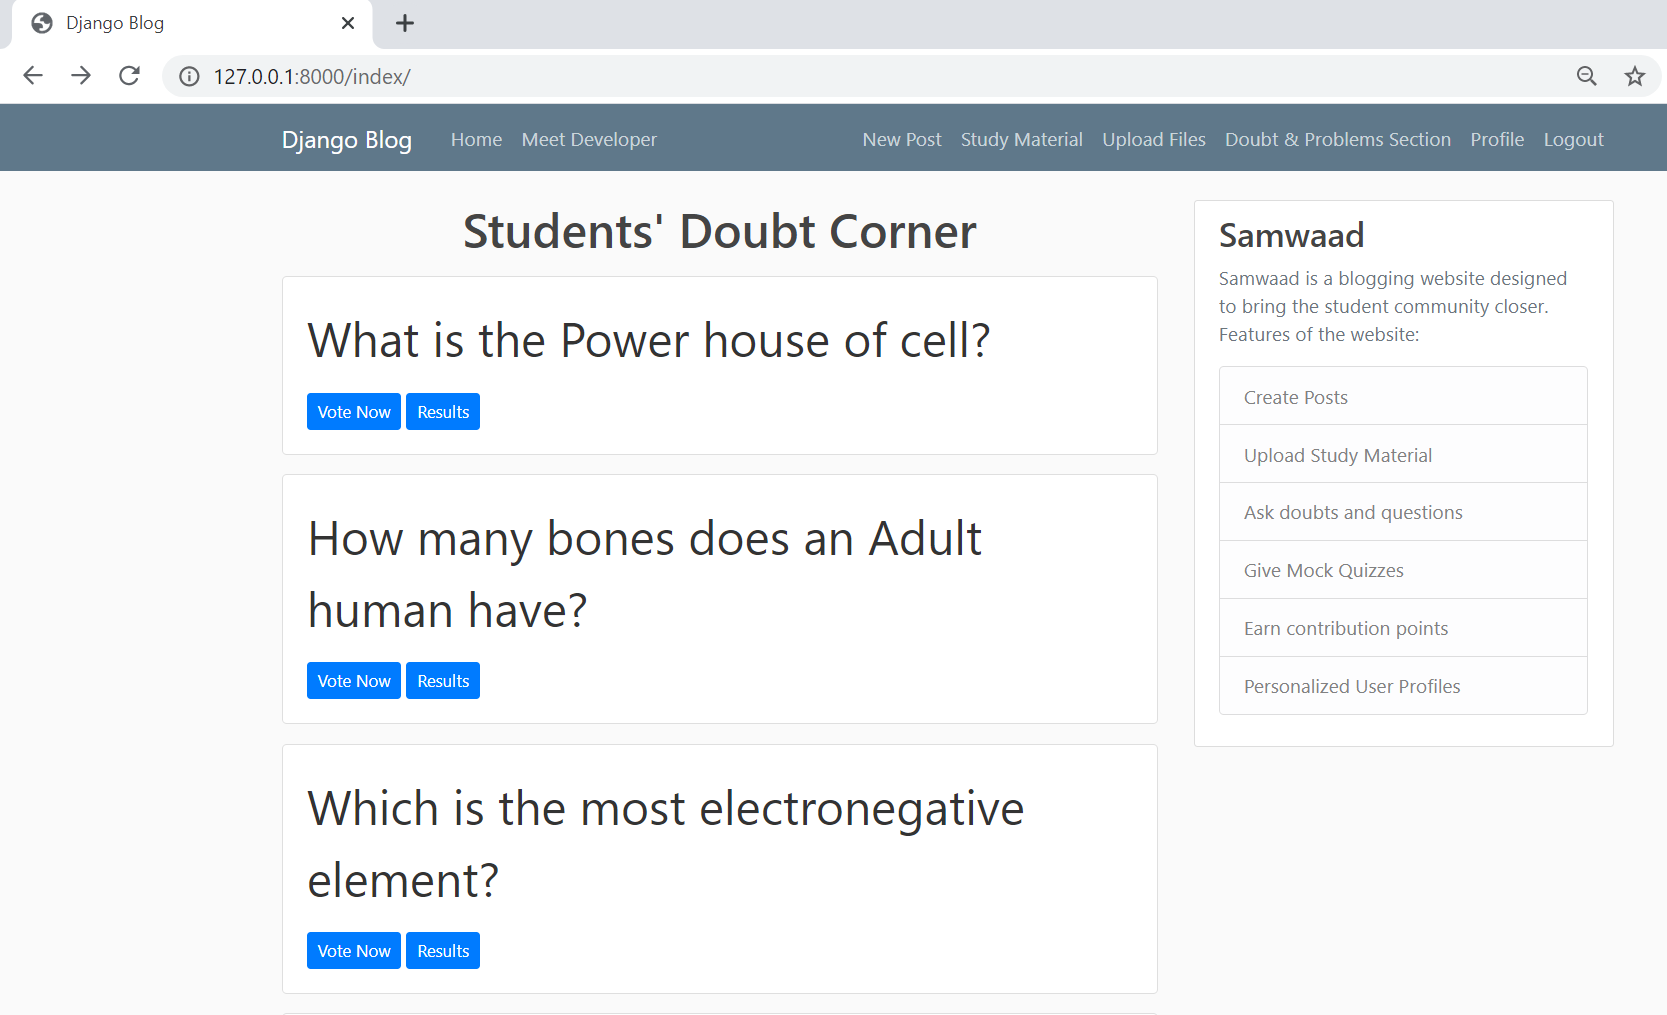 Django Blog
127.0.0.1:8000/index/
Django Blog Home Meet Developer New Post Study Material Upload Files Doubt & Problems Section Profile Logout
Students' Doubt Corner
What is the Power house of cell?
Vote Now Results
How many bones does an Adult
human have?
Vote Now Results
Which is the most electronegative
element?
Vote Now Results
Samwaad
Samwaad is a blogging website designed
to bring the student community closer.
Features of the website:
Create Posts
Upload Study Material
Ask doubts and questions
Give Mock Quizzes
Earn contribution points
Personalized User Profiles